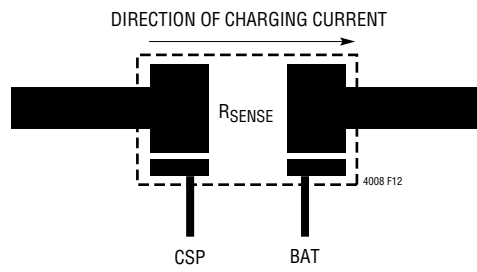 DIRECTION OF CHARGING CURRENT
RSENSE
4008 F12
CSP BAT